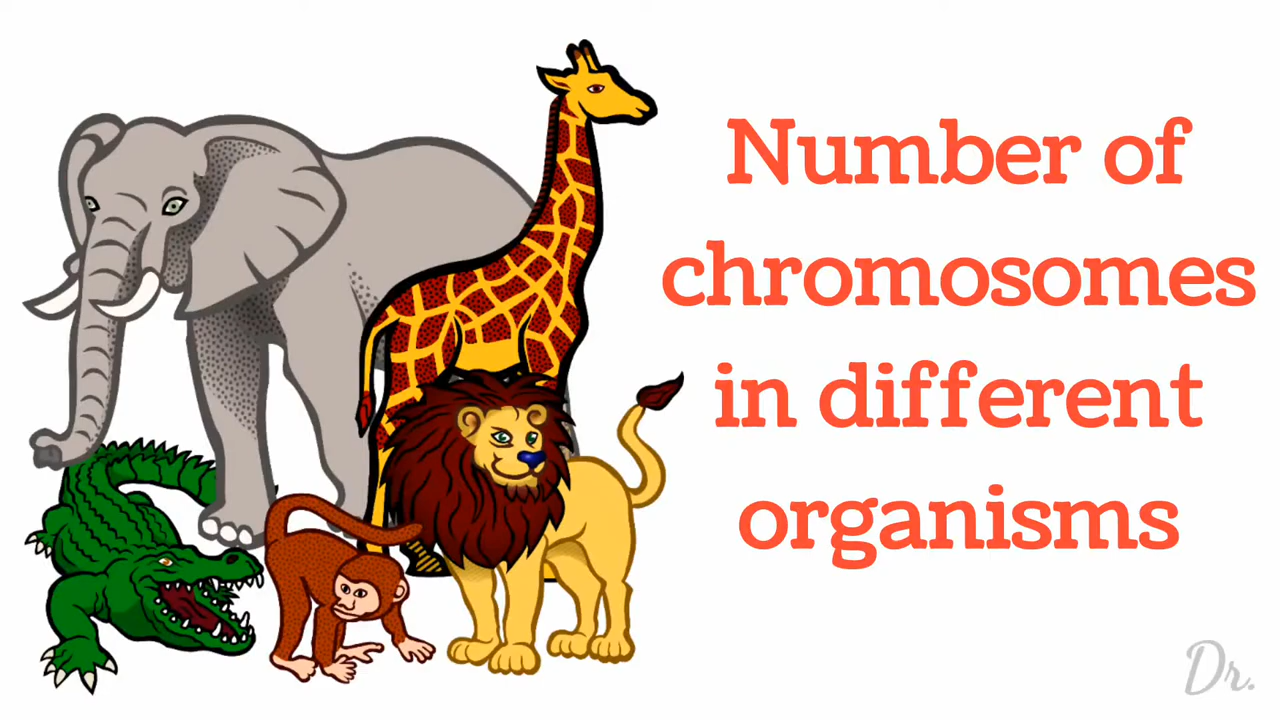 Number of
chromosomes
in different
organisms
Dr.